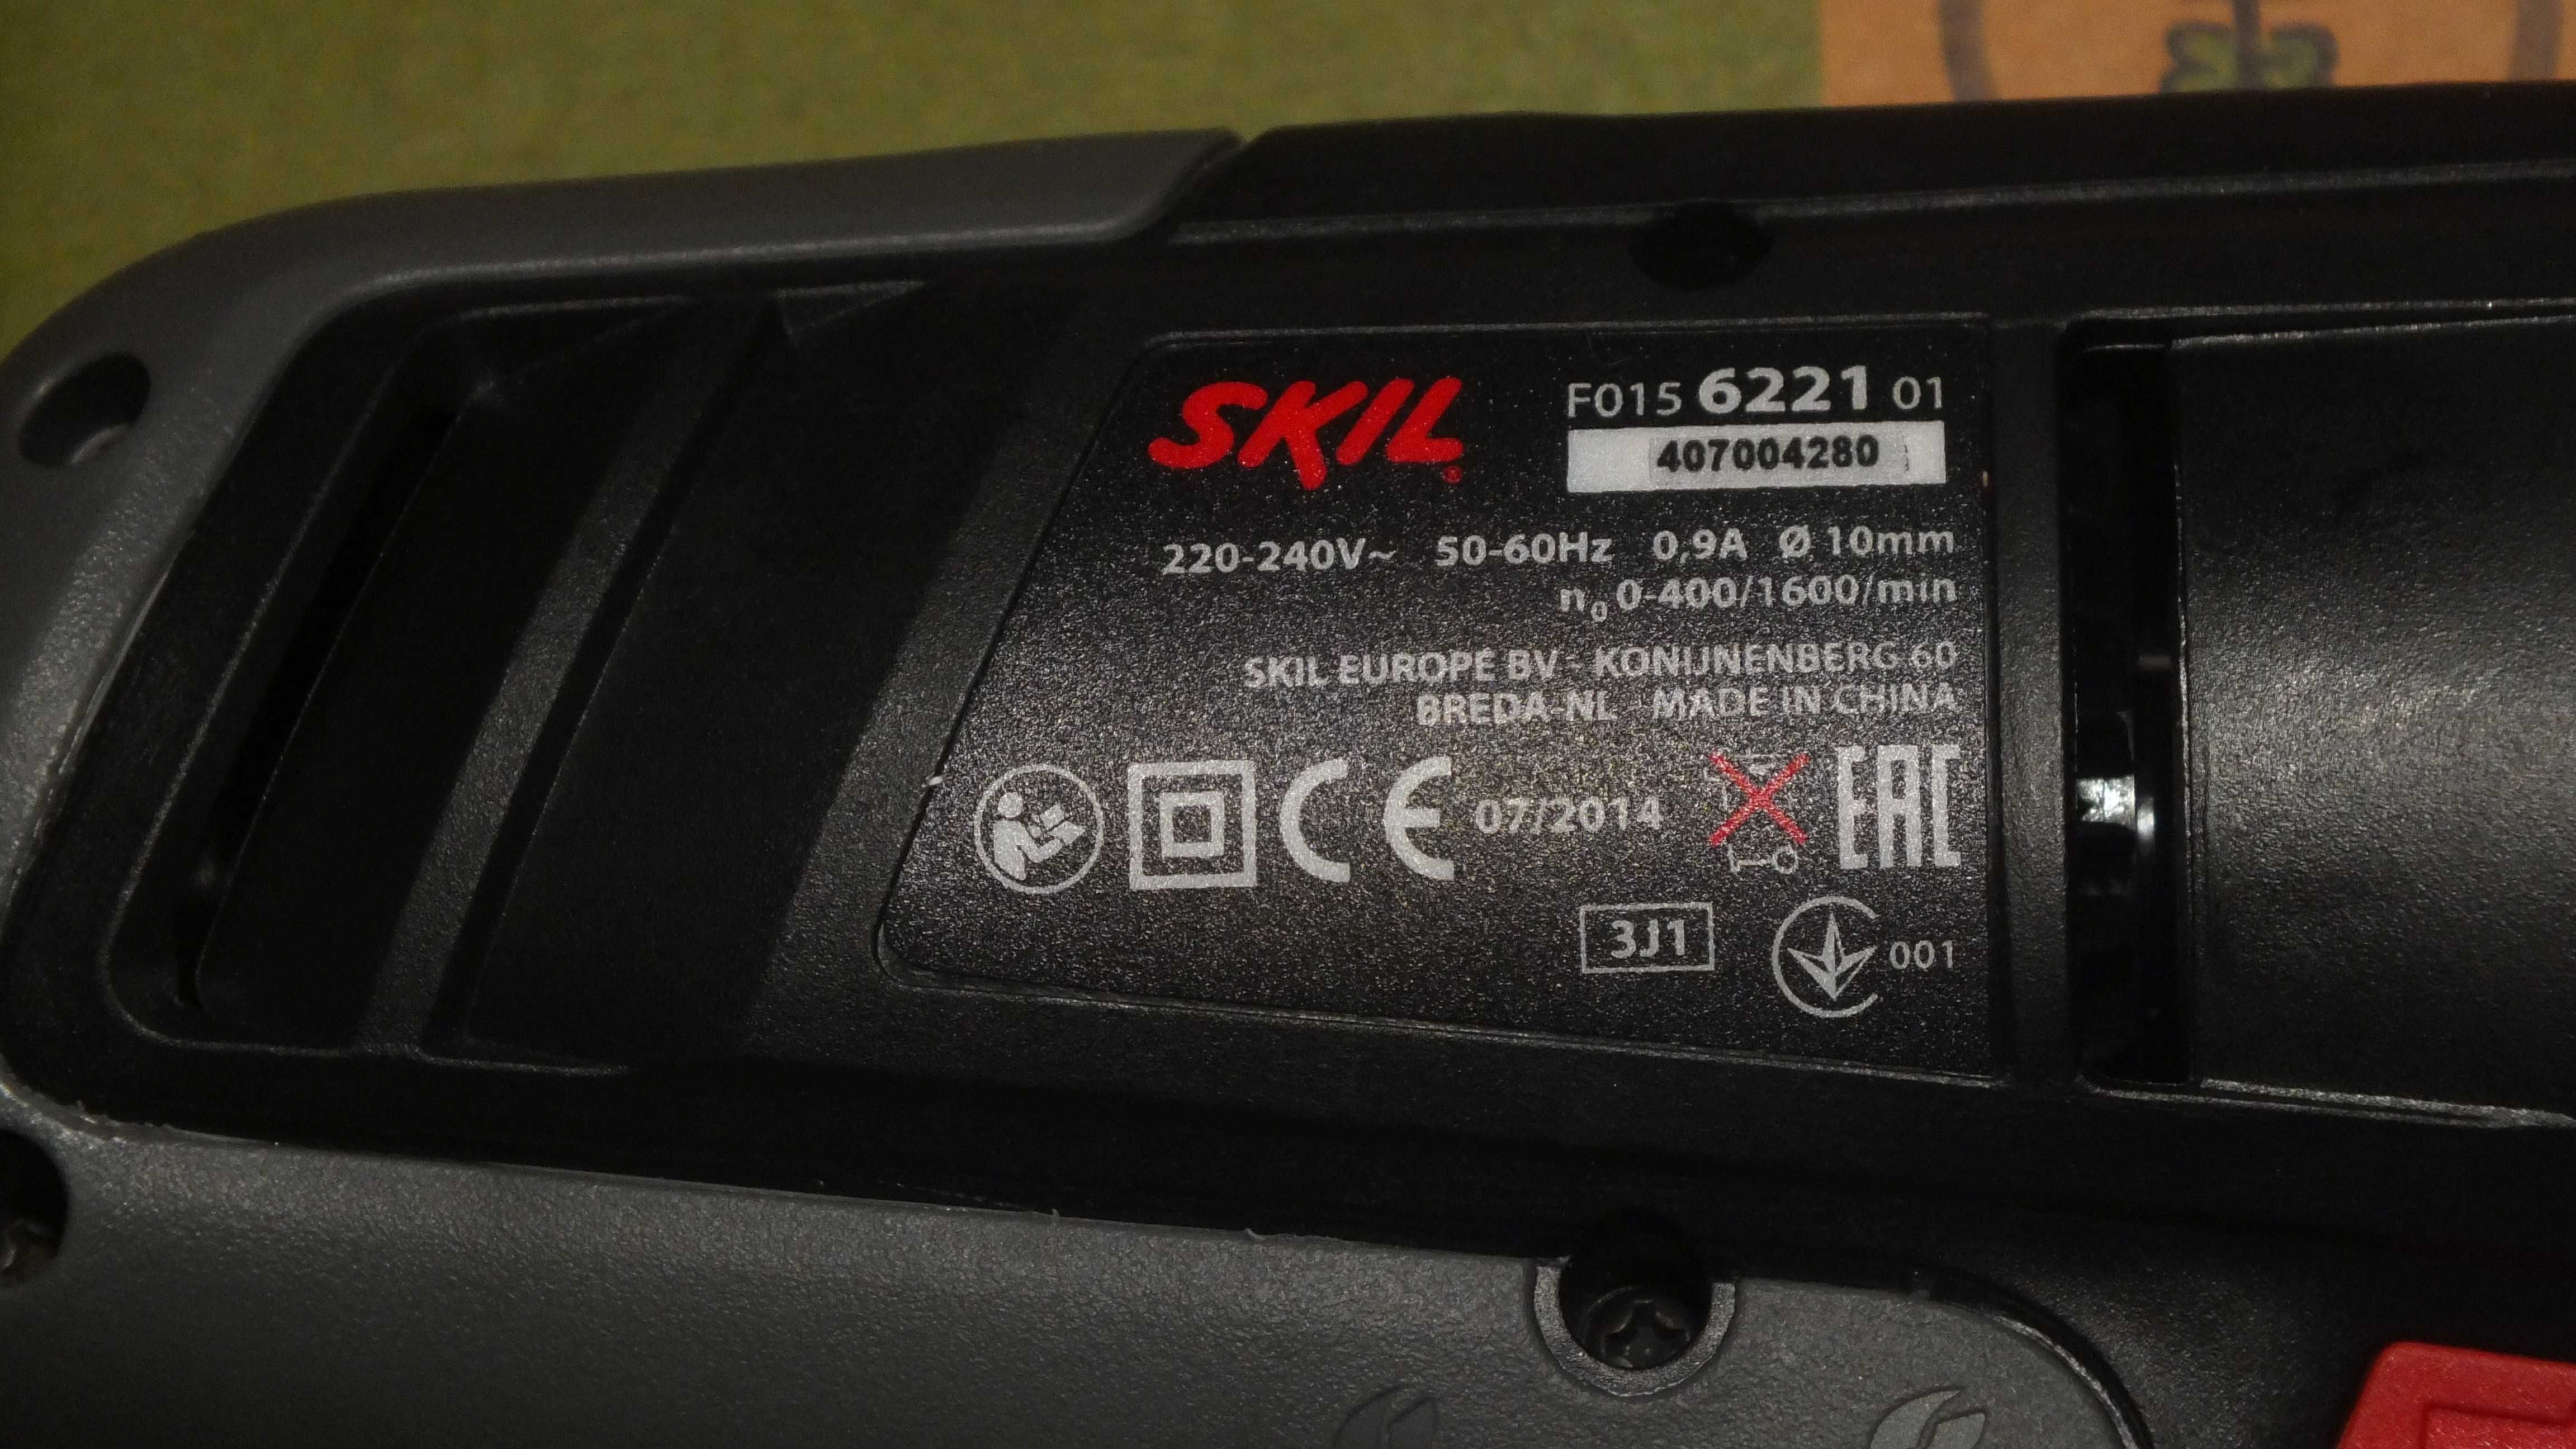 SKIL
F015 6221 01
407004280
220-240V~ 50-60Hz 0,9A Ø 10mm
n₀ 0-400/1600/min
SKIL EUROPE BV - KONIJNENBERG 60
BREDA-NL - MADE IN CHINA
CE 07/2014 EAC
3J1 001